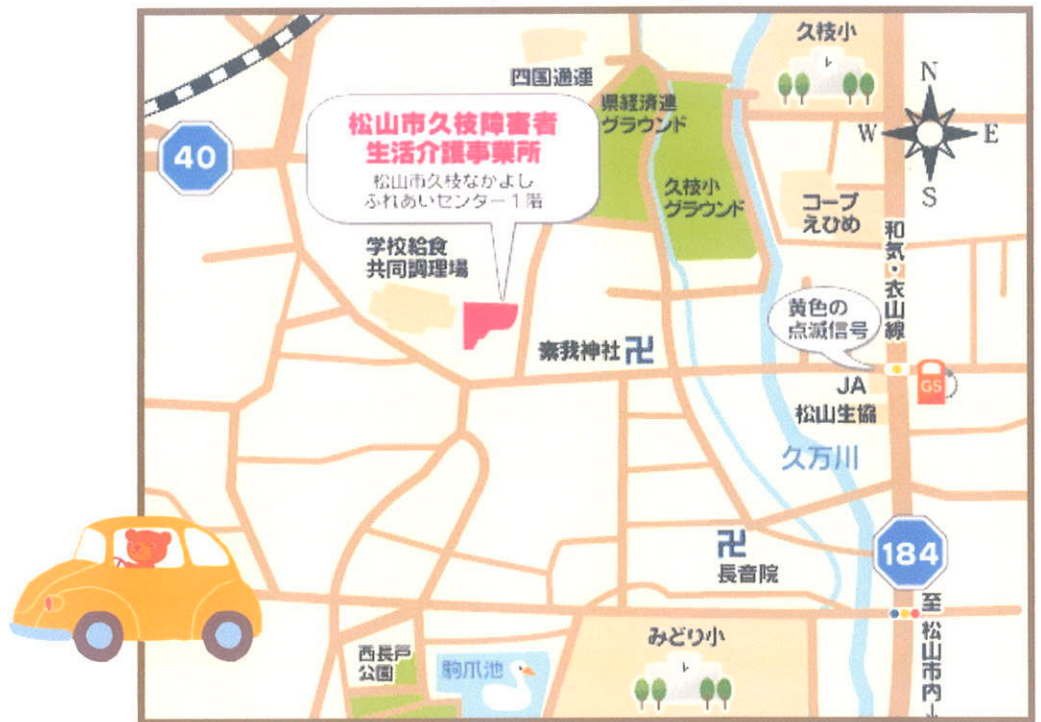 久枝小
四国通運
県経済連
グラウンド
久枝小
グラウンド
N
W
E
S
40
松山市久枝障害者
生活介護事業所
松山市久枝なかよし
ふれあいセンター1階
コープ
えひめ
和気・衣山線
学校給食
共同調理場
黄色の
点滅信号
素我神社
JA
GS
松山生協
久万川
184
長音院
至松山市内↓
みどり小
西長戸
公園
駒爪池